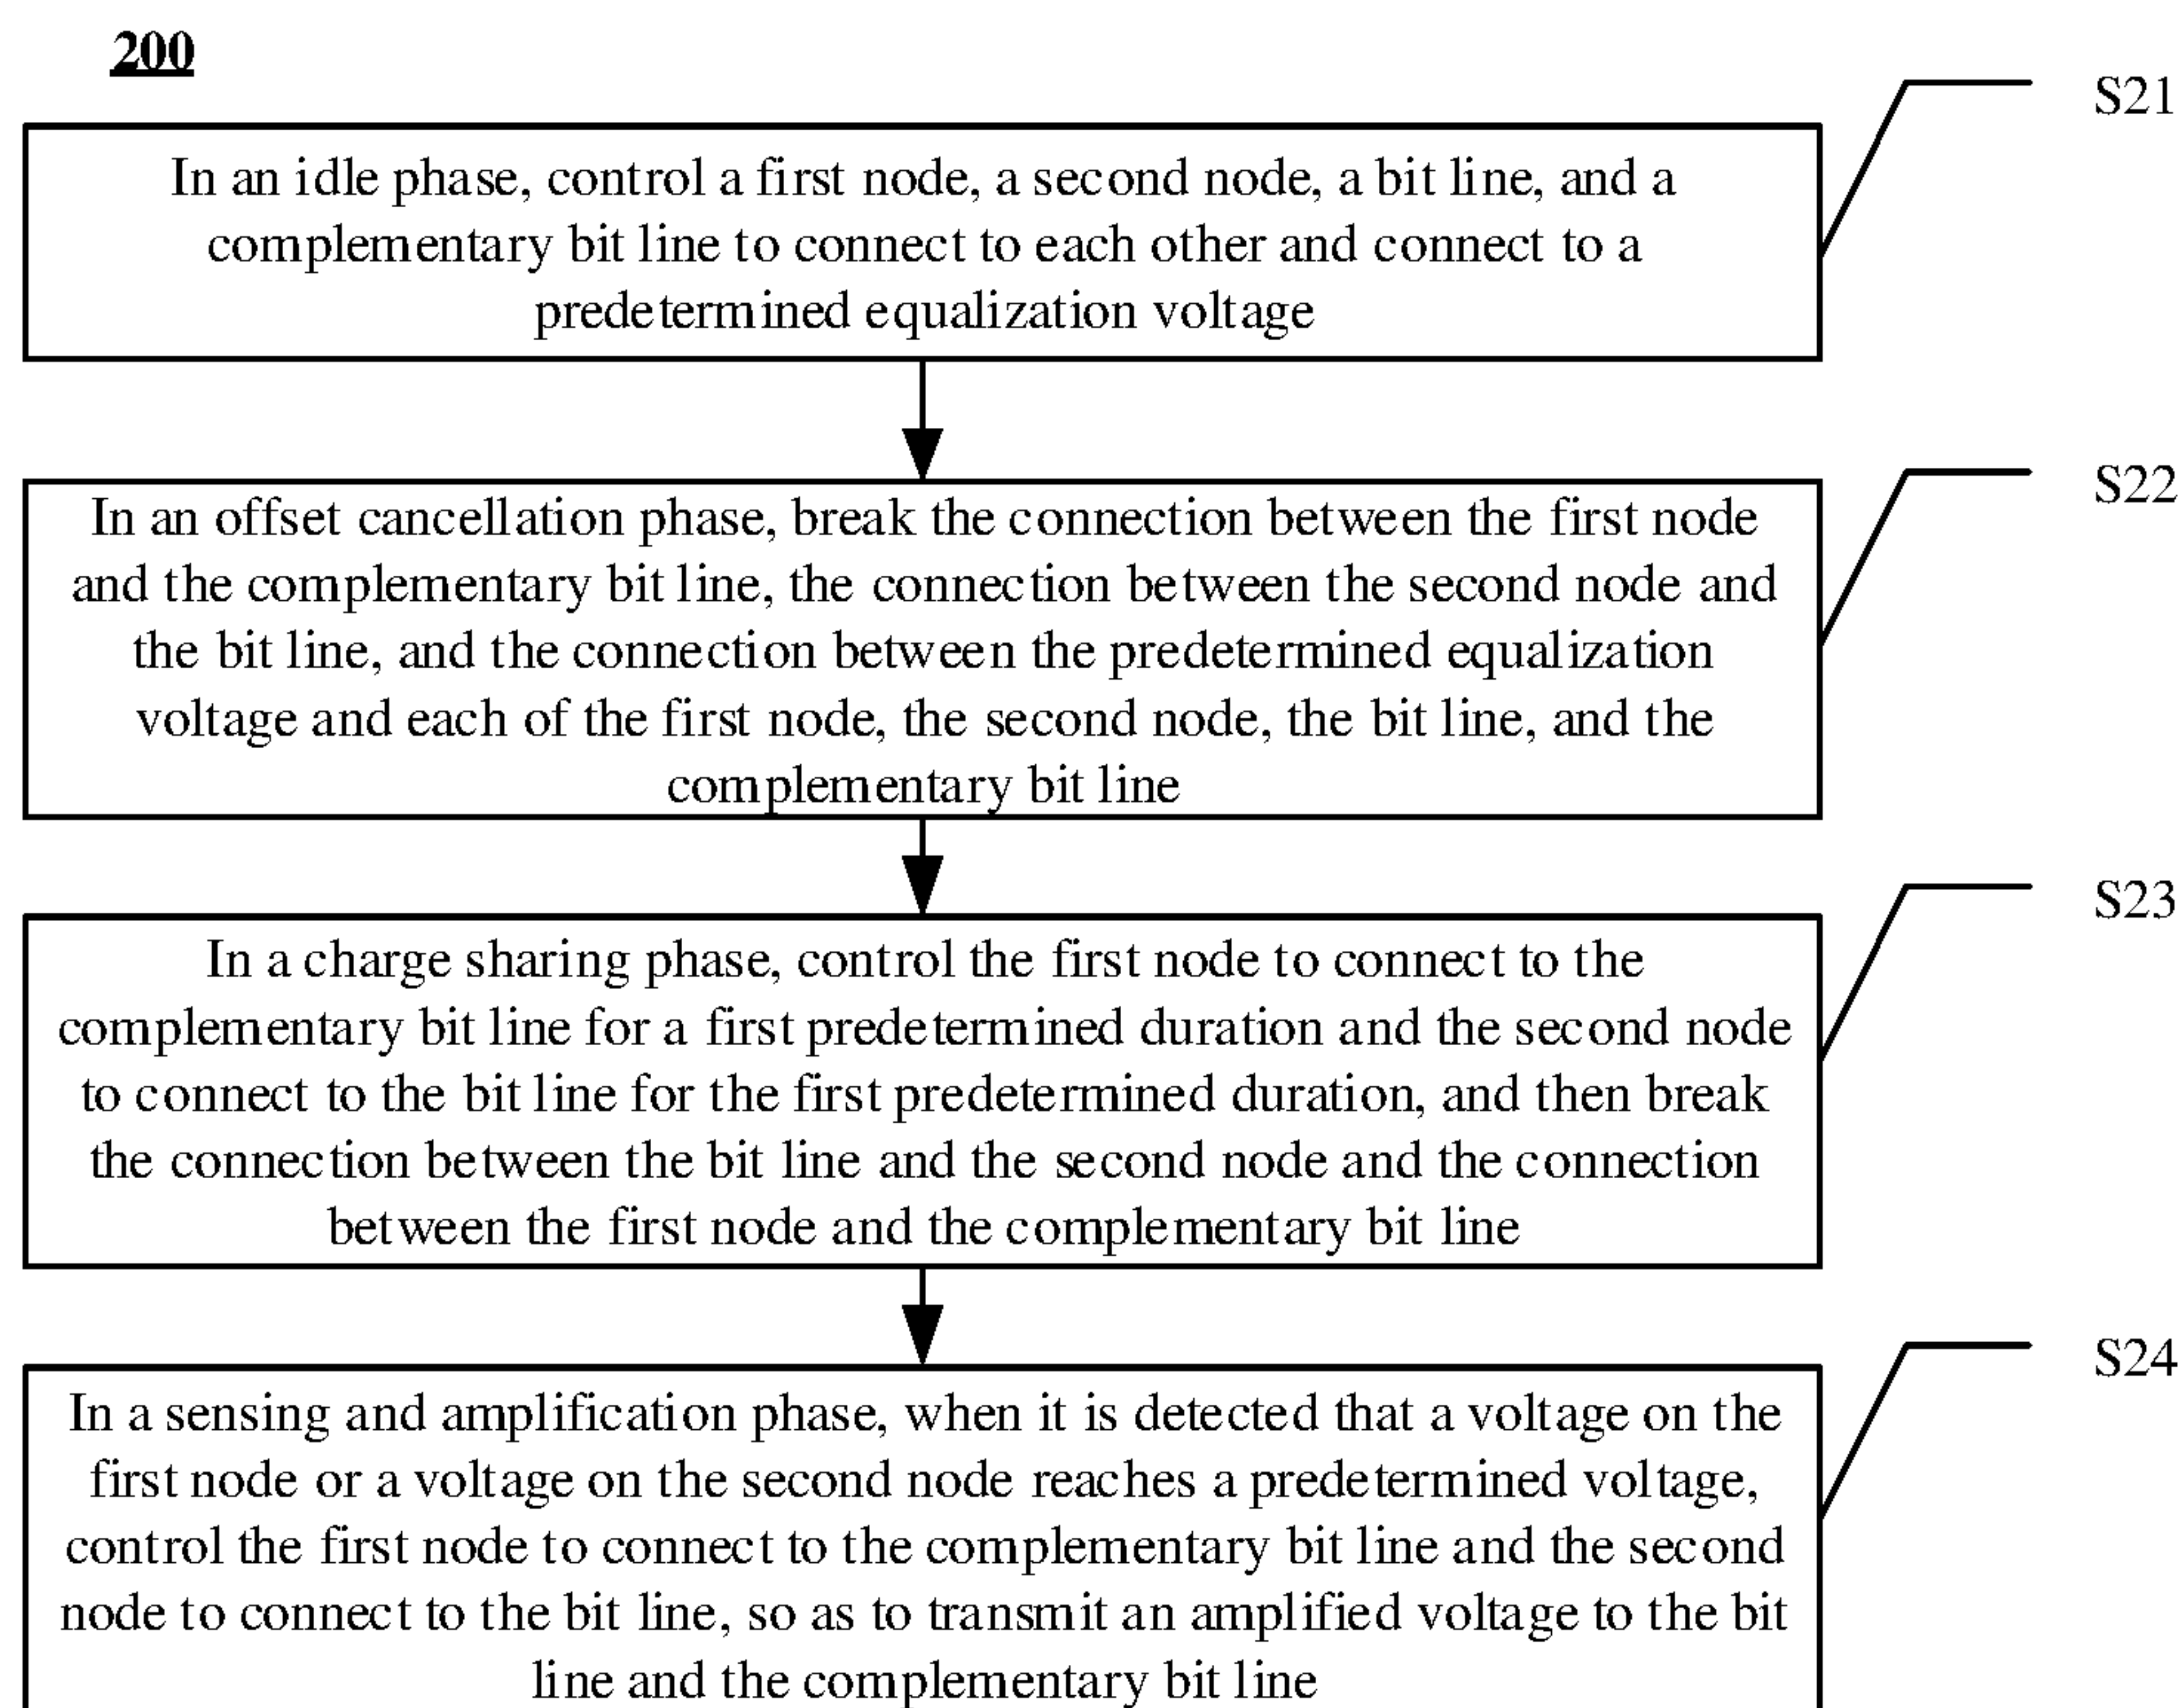 200
S21
In an idle phase, control a first node, a second node, a bit line, and a
complementary bit line to connect to each other and connect to a
predetermined equalization voltage
S22
In an offset cancellation phase, break the connection between the first node
and the complementary bit line, the connection between the second node and
the bit line, and the connection between the predetermined equalization
voltage and each of the first node, the second node, the bit line, and the
complementary bit line
S23
In a charge sharing phase, control the first node to connect to the
complementary bit line for a first predetermined duration and the second node
to connect to the bit line for the first predetermined duration, and then break
the connection between the bit line and the second node and the connection
between the first node and the complementary bit line
S24
In a sensing and amplification phase, when it is detected that a voltage on the
first node or a voltage on the second node reaches a predetermined voltage,
control the first node to connect to the complementary bit line and the second
node to connect to the bit line, so as to transmit an amplified voltage to the bit
line and the complementary bit line